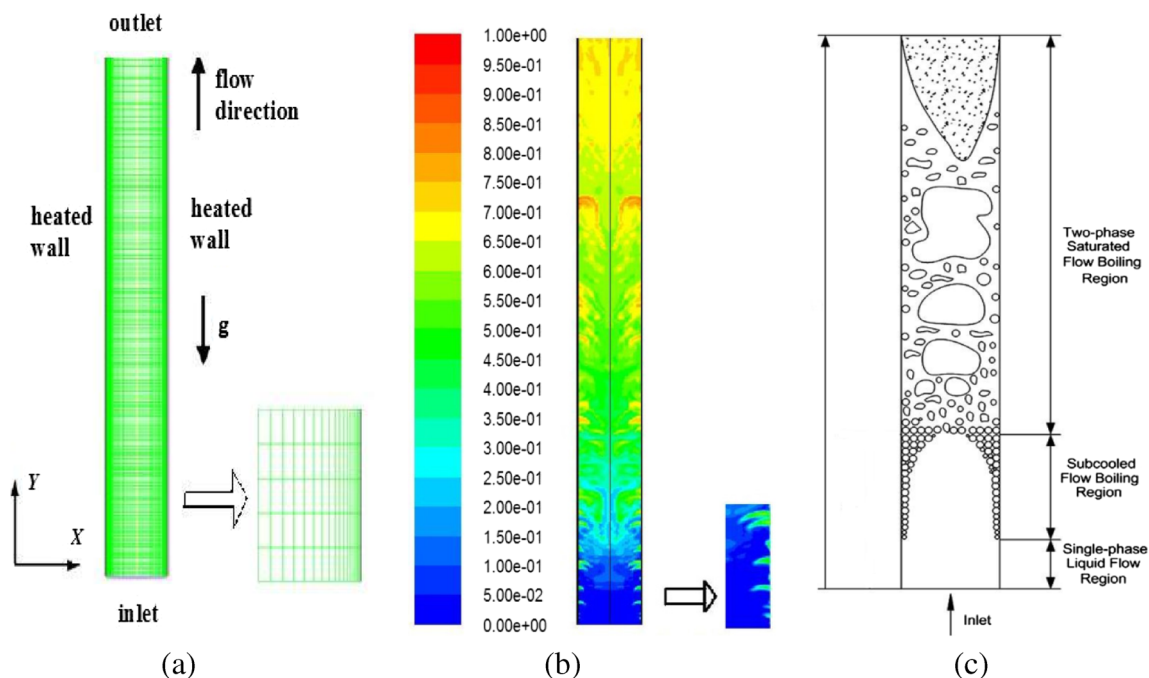 outlet
flow
direction
heated
wall
heated
wall
g
Y
X
inlet
(a)
1.00e+00
9.50e-01
9.00e-01
8.50e-01
8.00e-01
7.50e-01
7.00e-01
6.50e-01
6.00e-01
5.50e-01
5.00e-01
4.50e-01
4.00e-01
3.50e-01
3.00e-01
2.50e-01
2.00e-01
1.50e-01
1.00e-01
5.00e-02
0.00e+00
(b)
Two-phase
Saturated
Flow Boiling
Region
Subcooled
Flow Boiling
Region
Single-phase
Liquid Flow
Region
Inlet
(c)